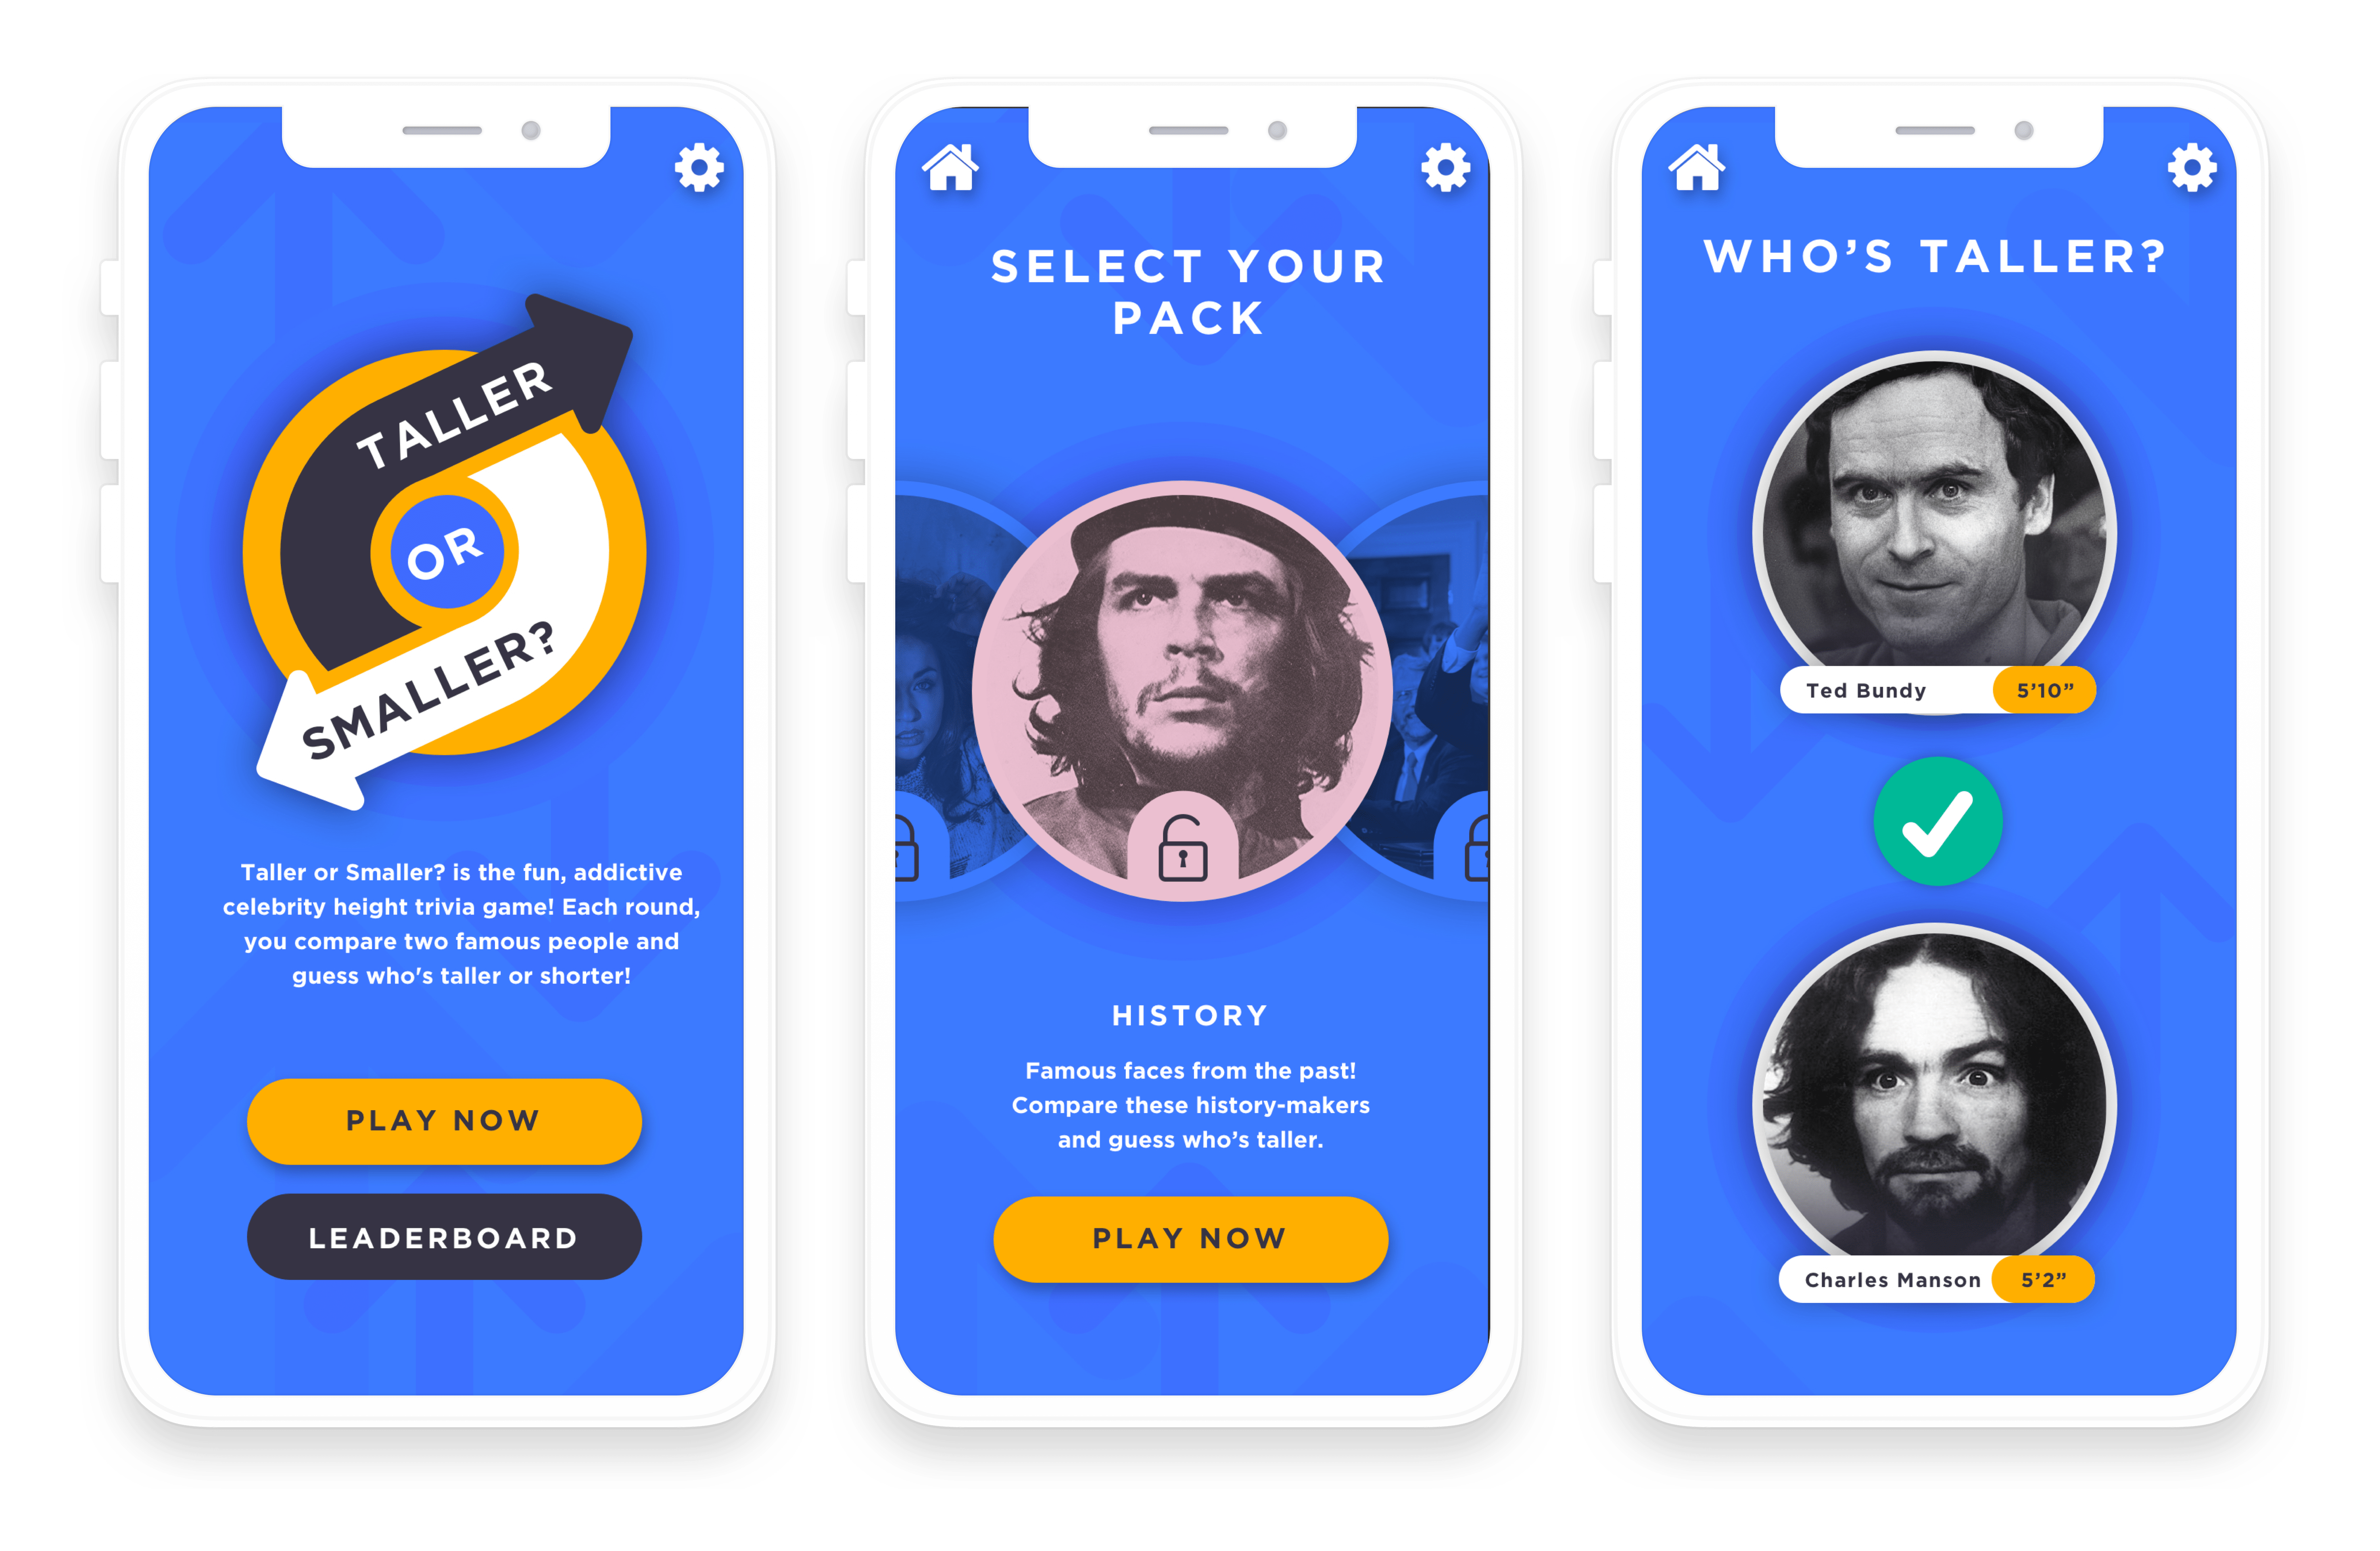 TALLER
OR
SMALLER?
Taller or Smaller? is the fun, addictive
celebrity height trivia game! Each round,
you compare two famous people and
guess who's taller or shorter!
PLAY NOW
LEADERBOARD
SELECT YOUR
PACK
HISTORY
Famous faces from the past!
Compare these history-makers
and guess who’s taller.
PLAY NOW
WHO’S TALLER?
Ted Bundy 5’10”
Charles Manson 5’2”